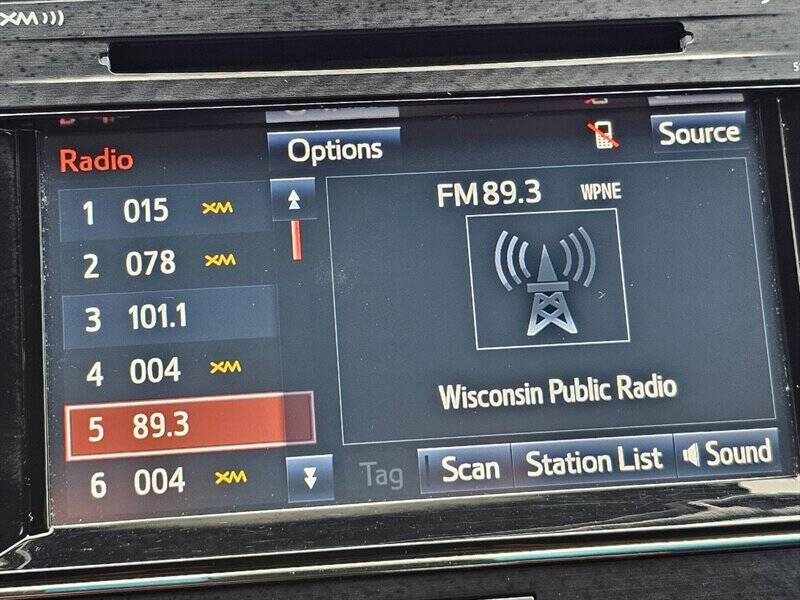 XM
Radio
Options
Source
1 015 XM
2 078 XM
3 101.1
4 004 XM
5 89.3
6 004 XM
FM 89.3 WPNE
Wisconsin Public Radio
Tag
Scan
Station List
Sound